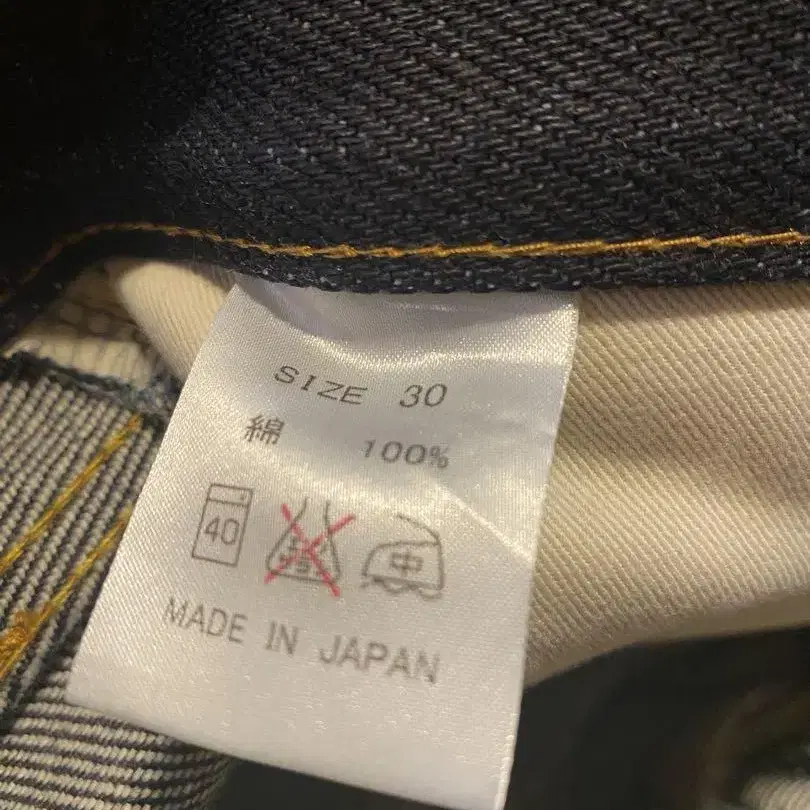 SIZE 30
綿 100%
40 中
MADE IN JAPAN